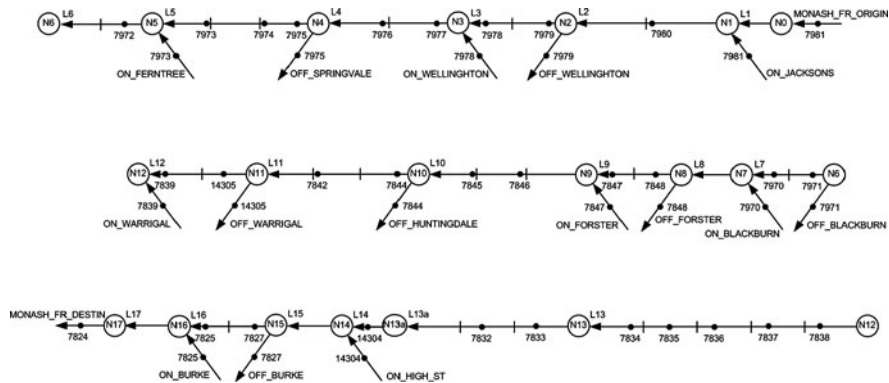 N6 L6 7972 N5 L5 7973 7974 7975 N4 L4 7976 7977 N3 L3 7978 7979 N2 L2 7980 N1 L1 N0 MONASH_FR_ORIGIN 7981
7973 ON_FERNTREE
7975 OFF_SPRINGVALE
7978 ON_WELLINGHTON
7979 OFF_WELLINGHTON
7981 ON_JACKSONS
N12 L12 7839 14305 N11 L11 7842 7844 N10 L10 7845 7846 N9 L9 7847 7848 N8 L8 N7 L7 7970 7971 N6
7839 ON_WARRIGAL
14305 OFF_WARRIGAL
7844 OFF_HUNTINGDALE
7847 ON_FORSTER
7848 OFF_FORSTER
7970 ON_BLACKBURN
7971 OFF_BLACKBURN
MONASH_FR_DESTIN 7824 N17 L17 N16 L16 7825 7827 N15 L15 N14 L14 14304 N13a L13a 7832 7833 N13 L13 7834 7835 7836 7837 7838 N12
7825 ON_BURKE
7827 OFF_BURKE
14304 ON_HIGH_ST